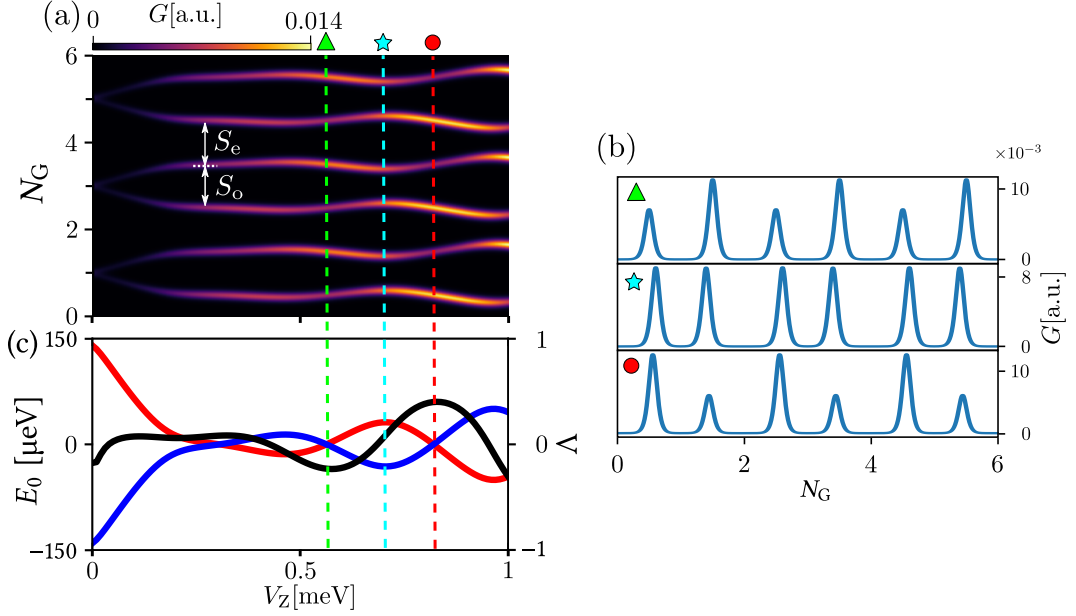 (a)
0 G[a.u.] 0.014
6
4
2
0
N_G
S_e
S_o
(b)
×10⁻³
10
0
8
0
10
0
G[a.u.]
0 2 4 6
N_G
(c)
150
0
−150
E_0 [μeV]
1
0
−1
Λ
0 0.5 1
V_Z[meV]